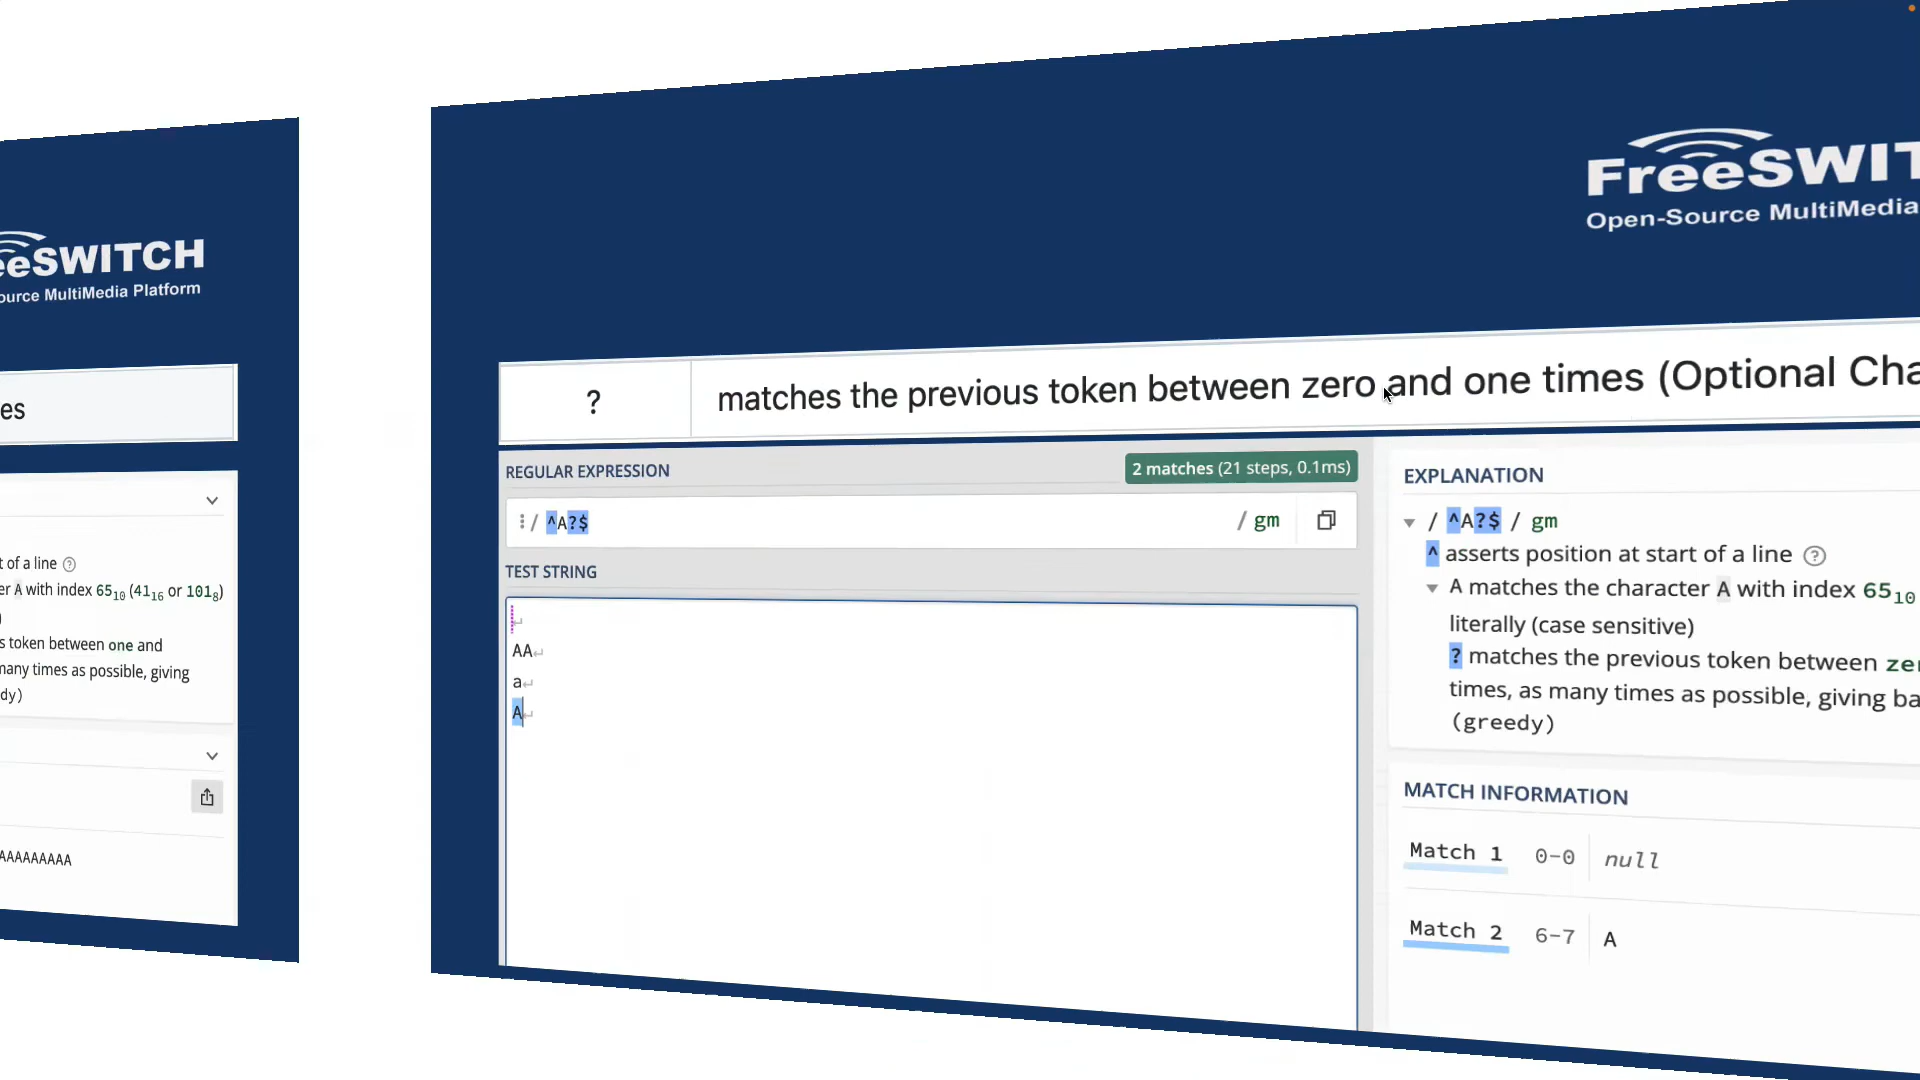 eeSWITCH
ource MultiMedia Platform
es
t of a line
er A with index 65₁₀ (41₁₆ or 101₈)
)
s token between one and
many times as possible, giving
dy)
AAAAAAAAA
FreeSWIT
Open-Source MultiMedia
? matches the previous token between zero and one times (Optional Cha
REGULAR EXPRESSION
2 matches (21 steps, 0.1ms)
/ ^A?$ / gm
TEST STRING
AA
a
A
EXPLANATION
/ ^A?$ / gm
^ asserts position at start of a line
A matches the character A with index 65₁₀
literally (case sensitive)
? matches the previous token between ze
times, as many times as possible, giving ba
(greedy)
MATCH INFORMATION
Match 1 0-0 null
Match 2 6-7 A